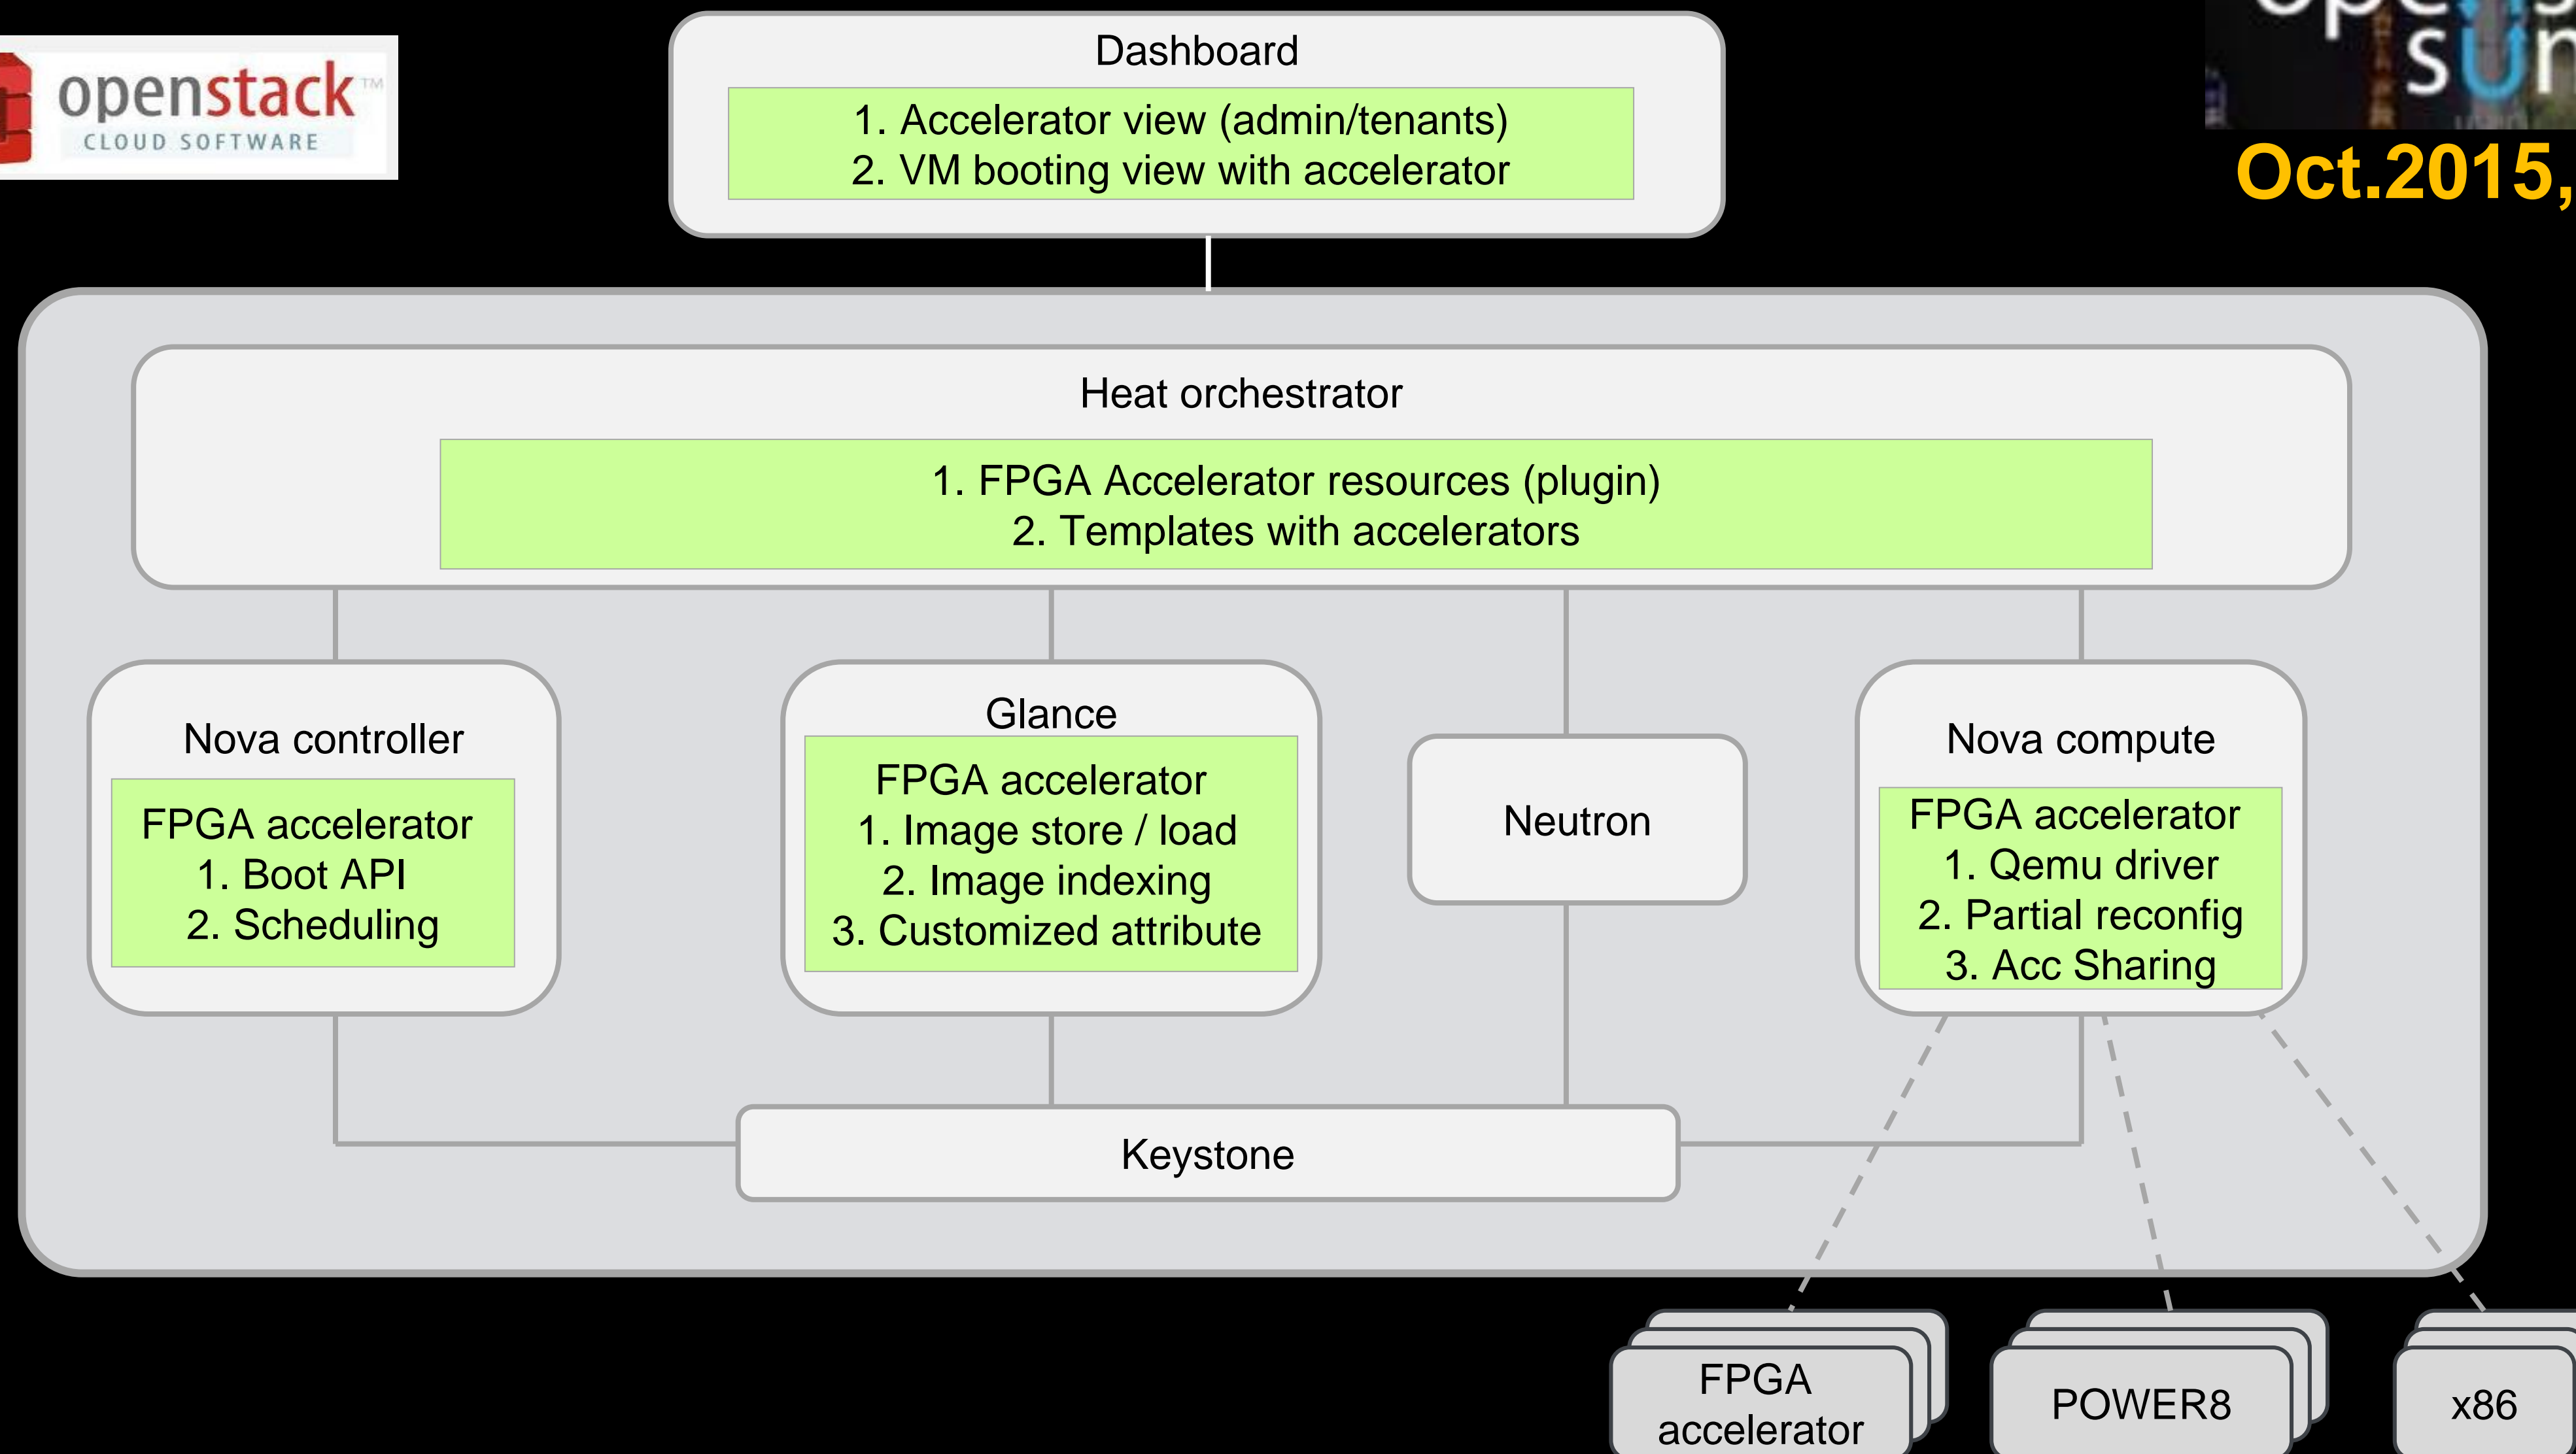 openstack™
CLOUD SOFTWARE
Dashboard
1. Accelerator view (admin/tenants)
2. VM booting view with accelerator
Oct.2015,
Heat orchestrator
1. FPGA Accelerator resources (plugin)
2. Templates with accelerators
Nova controller
FPGA accelerator
1. Boot API
2. Scheduling
Glance
FPGA accelerator
1. Image store / load
2. Image indexing
3. Customized attribute
Neutron
Nova compute
FPGA accelerator
1. Qemu driver
2. Partial reconfig
3. Acc Sharing
Keystone
FPGA
accelerator
POWER8
x86